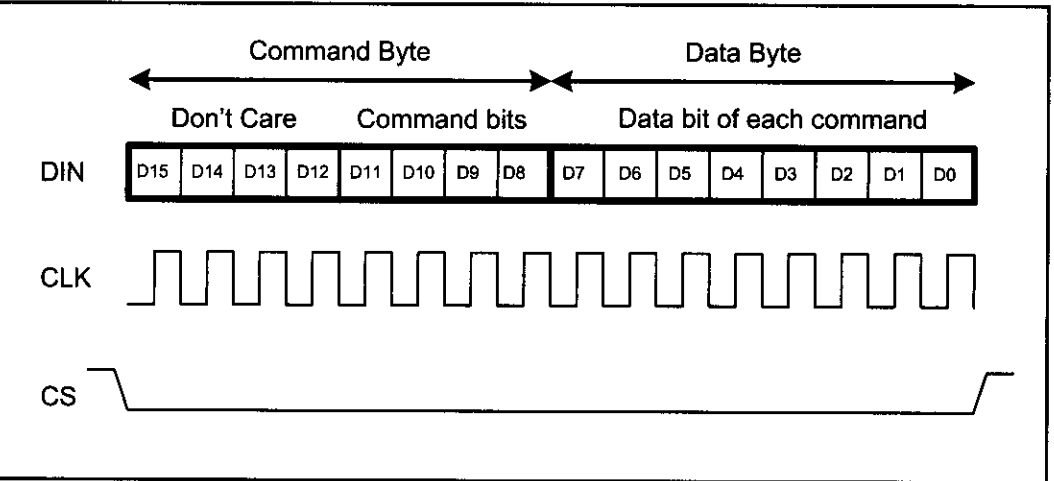 Command Byte Data Byte
Don't Care Command bits Data bit of each command
DIN D15 D14 D13 D12 D11 D10 D9 D8 D7 D6 D5 D4 D3 D2 D1 D0
CLK
CS